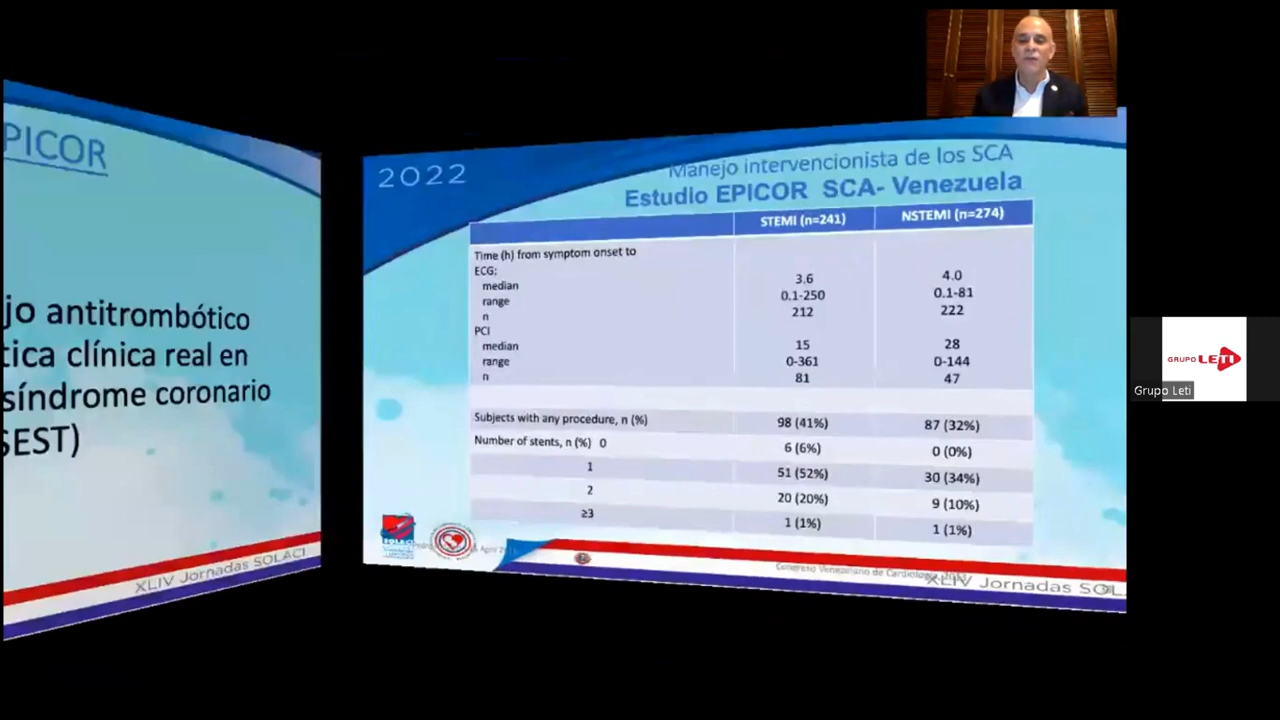 PICOR
jo antitrombótico
tica clínica real en
síndrome coronario
SEST)
XLIV Jornadas SOLACI
2022
Manejo intervencionista de los SCA
Estudio EPICOR SCA- Venezuela
STEMI (n=241) NSTEMI (n=274)
Time (h) from symptom onset to
ECG:
median 3.6 4.0
range 0.1-250 0.1-81
n 212 222
PCI
median 15 28
range 0-361 0-144
n 81 47
Subjects with any procedure, n (%) 98 (41%) 87 (32%)
Number of stents, n (%) 0 6 (6%) 0 (0%)
1 51 (52%) 30 (34%)
2 20 (20%) 9 (10%)
≥3 1 (1%) 1 (1%)
Congreso Venezolano de Cardiología
XLIV Jornadas SOL
GRUPO LETI
Grupo Leti